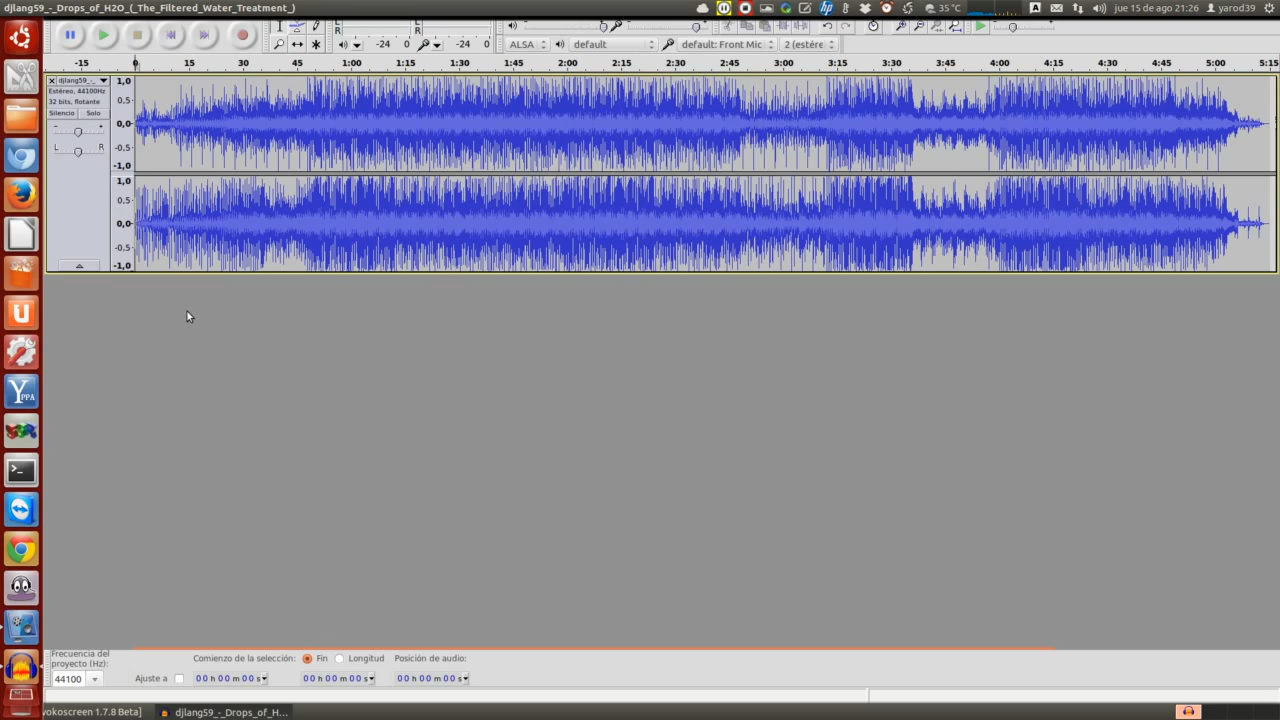 djlang59_-_Drops_of_H2O_(_The_Filtered_Water_Treatment_)
35 °C
A
jue 15 de ago 21:26
yarod39
L
R
-24 0
L
R
-24 0
ALSA
default
default: Front Mic
2 (estére
-15 0 15 30 45 1:00 1:15 1:30 1:45 2:00 2:15 2:30 2:45 3:00 3:15 3:30 3:45 4:00 4:15 4:30 4:45 5:00 5:15
djlang59_-_
Estéreo, 44100Hz
32 bits, flotante
Silencio Solo
- +
L R
1,0
0,5-
0,0-
-0,5-
-1,0
1,0
0,5-
0,0-
-0,5-
-1,0
Frecuencia del
proyecto (Hz):
44100
Comienzo de la selección:
Fin
Longitud
Posición de audio:
Ajuste a
00 h 00 m 00 s
00 h 00 m 00 s
00 h 00 m 00 s
vokoscreen 1.7.8 Beta]
djlang59_-_Drops_of_H...